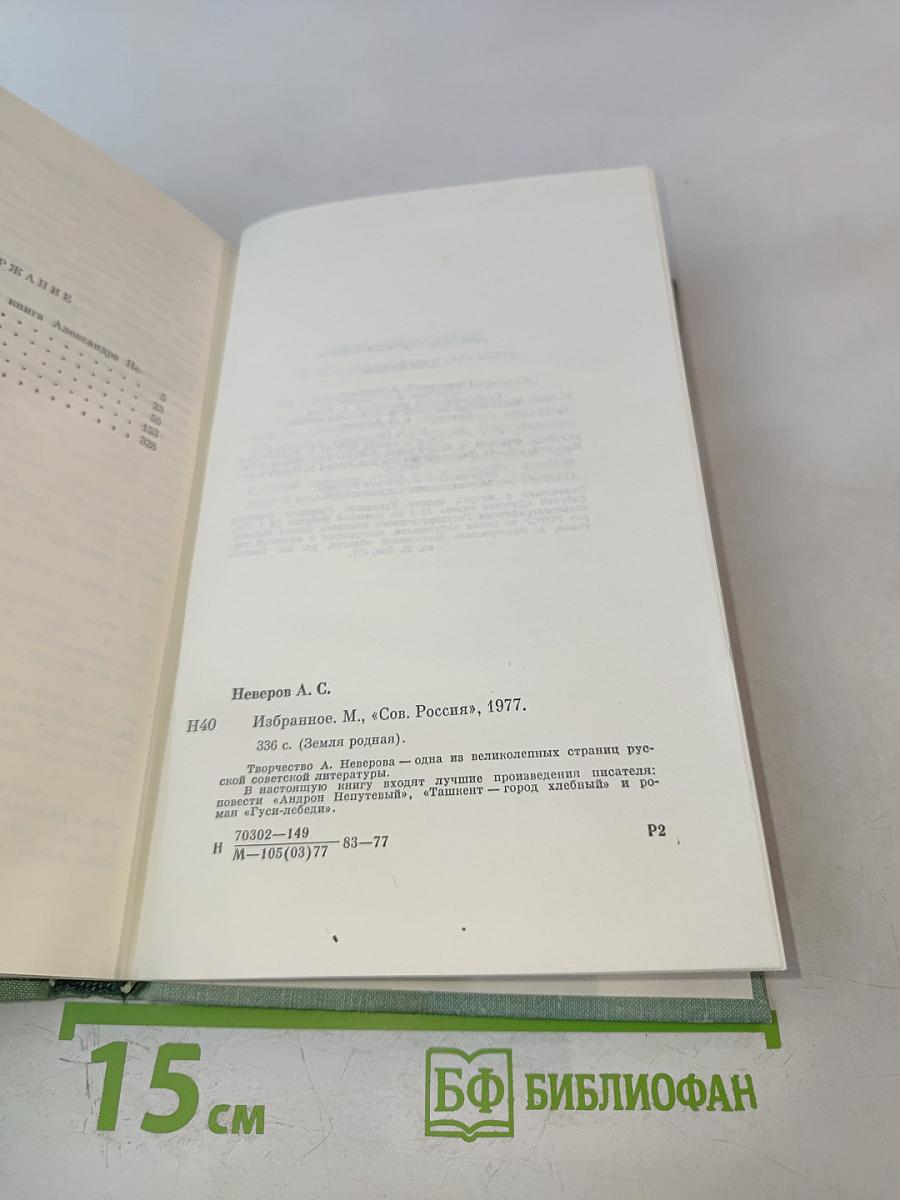 РЖАНИЕ
книга Александра Не-
5
23
55
153
328
Неверов А. С.
Н40 Избранное. М., «Сов. Россия», 1977.
336 с. (Земля родная).
Творчество А. Неверова — одна из великолепных страниц рус-
ской советской литературы.
В настоящую книгу входят лучшие произведения писателя:
повести «Андрон Непутевый», «Ташкент — город хлебный» и ро-
ман «Гуси-лебеди».
Н 70302—149
М—105(03)77 83—77 Р2
15 см
БФ БИБЛИОФАН